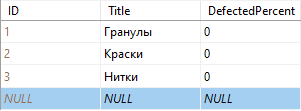 ID Title DefectedPercent
1 Гранулы 0
2 Краски 0
3 Нитки 0
NULL NULL NULL